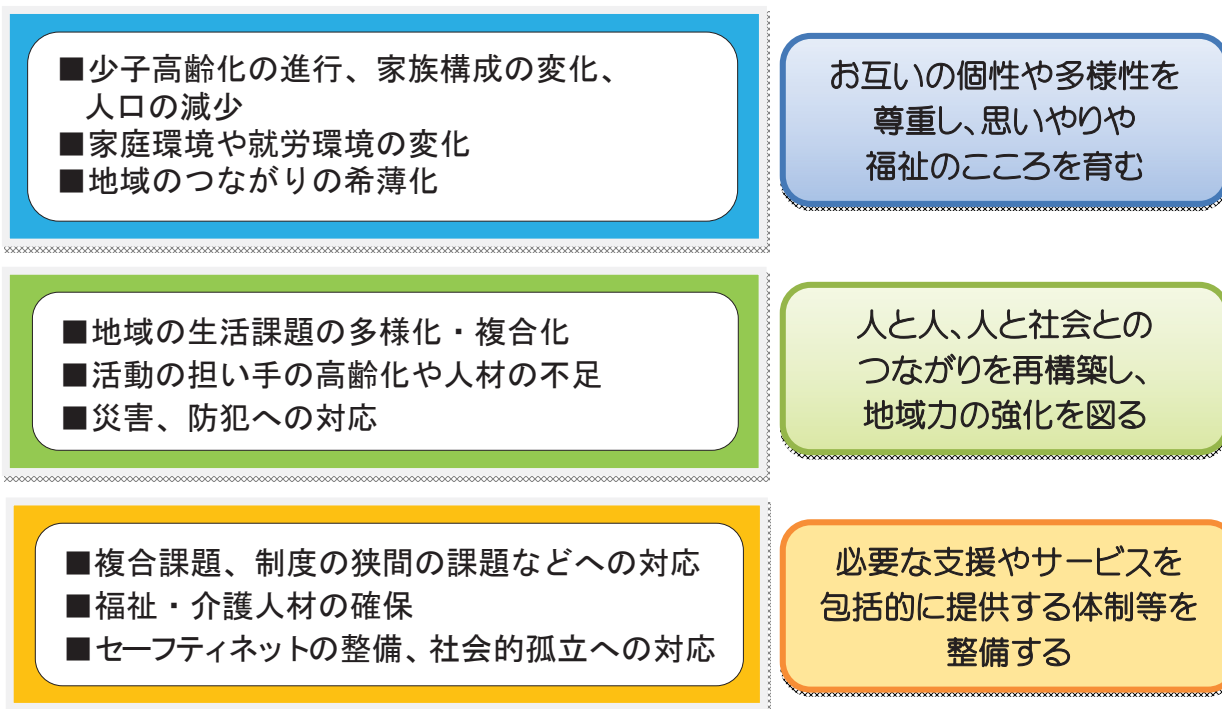 ■少子高齢化の進行、家族構成の変化、
人口の減少
■家庭環境や就労環境の変化
■地域のつながりの希薄化
お互いの個性や多様性を
尊重し、思いやりや
福祉のこころを育む
■地域の生活課題の多様化・複合化
■活動の担い手の高齢化や人材の不足
■災害、防犯への対応
人と人、人と社会との
つながりを再構築し、
地域力の強化を図る
■複合課題、制度の狭間の課題などへの対応
■福祉・介護人材の確保
■セーフティネットの整備、社会的孤立への対応
必要な支援やサービスを
包括的に提供する体制等を
整備する